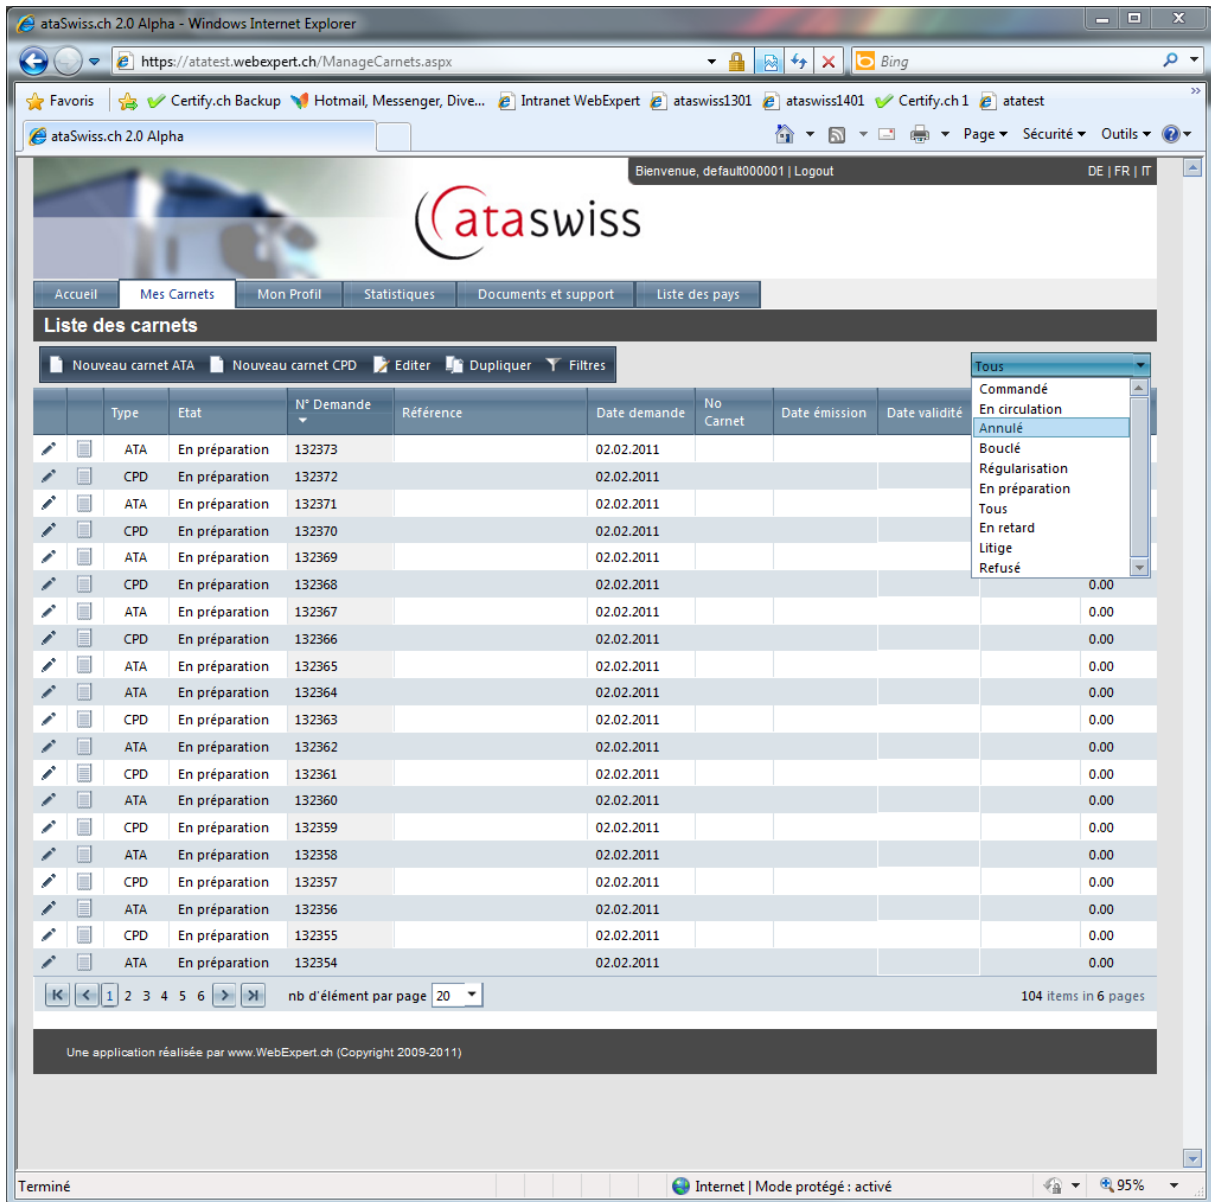 ataSwiss.ch 2.0 Alpha - Windows Internet Explorer
https://atatest.webexpert.ch/ManageCarnets.aspx Bing
Favoris Certify.ch Backup Hotmail, Messenger, Dive... Intranet WebExpert ataswiss1301 ataswiss1401 Certify.ch 1 atatest
ataSwiss.ch 2.0 Alpha Page Sécurité Outils
Bienvenue, default000001 | Logout DE | FR | IT
ataswiss
Accueil Mes Carnets Mon Profil Statistiques Documents et support Liste des pays
Liste des carnets
Nouveau carnet ATA Nouveau carnet CPD Editer Dupliquer Filtres Tous
Type Etat N° Demande Référence Date demande No Carnet Date émission Date validité
Commandé
En circulation
Annulé
Bouclé
Régularisation
En préparation
Tous
En retard
Litige
Refusé
ATA En préparation 132373 02.02.2011
CPD En préparation 132372 02.02.2011
ATA En préparation 132371 02.02.2011
CPD En préparation 132370 02.02.2011
ATA En préparation 132369 02.02.2011
CPD En préparation 132368 02.02.2011 0.00
ATA En préparation 132367 02.02.2011 0.00
CPD En préparation 132366 02.02.2011 0.00
ATA En préparation 132365 02.02.2011 0.00
ATA En préparation 132364 02.02.2011 0.00
CPD En préparation 132363 02.02.2011 0.00
ATA En préparation 132362 02.02.2011 0.00
CPD En préparation 132361 02.02.2011 0.00
ATA En préparation 132360 02.02.2011 0.00
CPD En préparation 132359 02.02.2011 0.00
ATA En préparation 132358 02.02.2011 0.00
CPD En préparation 132357 02.02.2011 0.00
ATA En préparation 132356 02.02.2011 0.00
CPD En préparation 132355 02.02.2011 0.00
ATA En préparation 132354 02.02.2011 0.00
1 2 3 4 5 6 nb d'élément par page 20 104 items in 6 pages
Une application réalisée par www.WebExpert.ch (Copyright 2009-2011)
Terminé Internet | Mode protégé : activé 95%